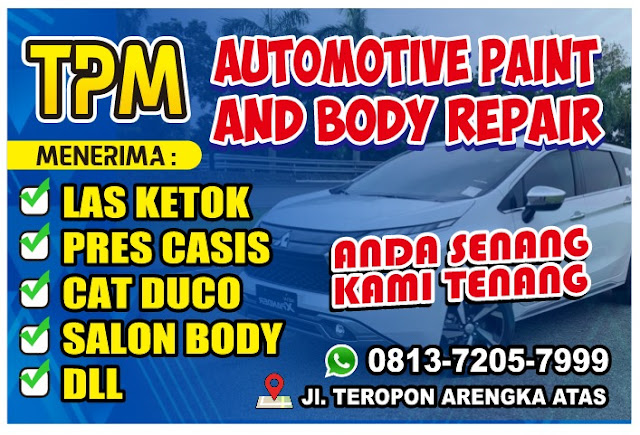 TPM
AUTOMOTIVE PAINT
AND BODY REPAIR
MENERIMA :
LAS KETOK
PRES CASIS
CAT DUCO
SALON BODY
DLL
ANDA SENANG
KAMI TENANG
0813-7205-7999
Jl. TEROPON ARENGKA ATAS